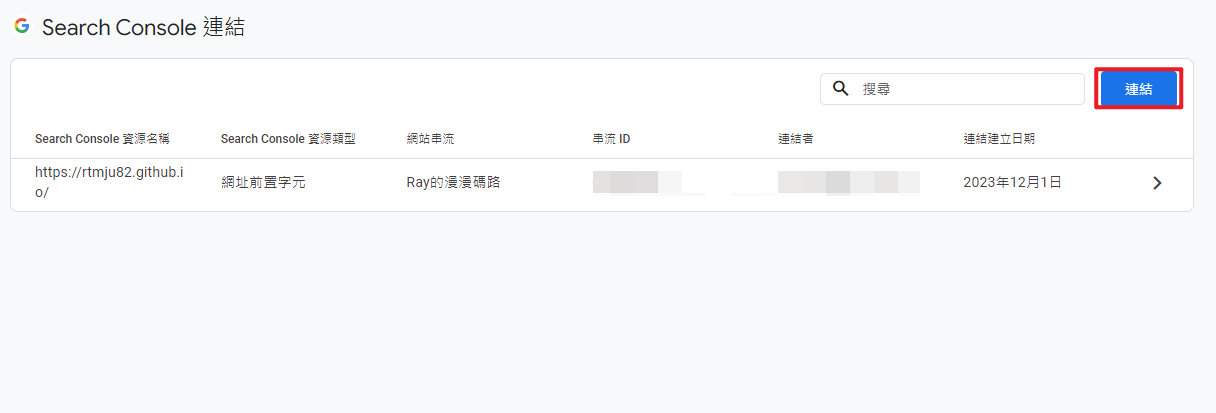 Search Console 連結
搜尋
連結
Search Console 資源名稱
Search Console 資源類型
網站串流
串流 ID
連結者
連結建立日期
https://rtmju82.github.i
o/
網址前置字元
Ray的漫漫碼路
2023年12月1日